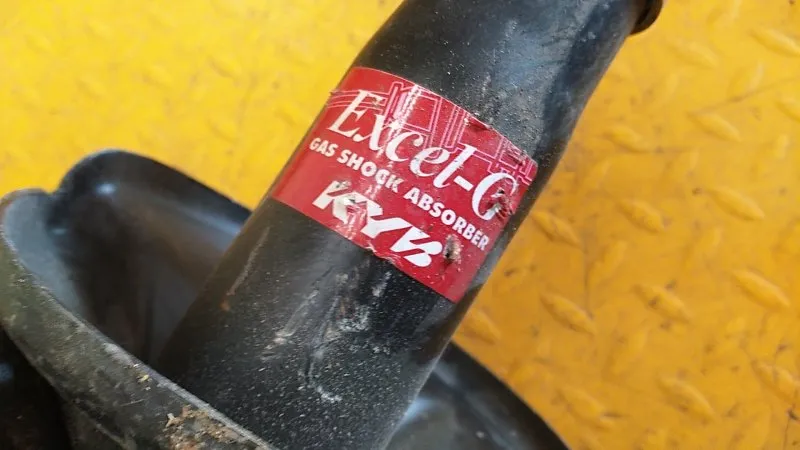 Excel-G
GAS SHOCK ABSORBER
KYB